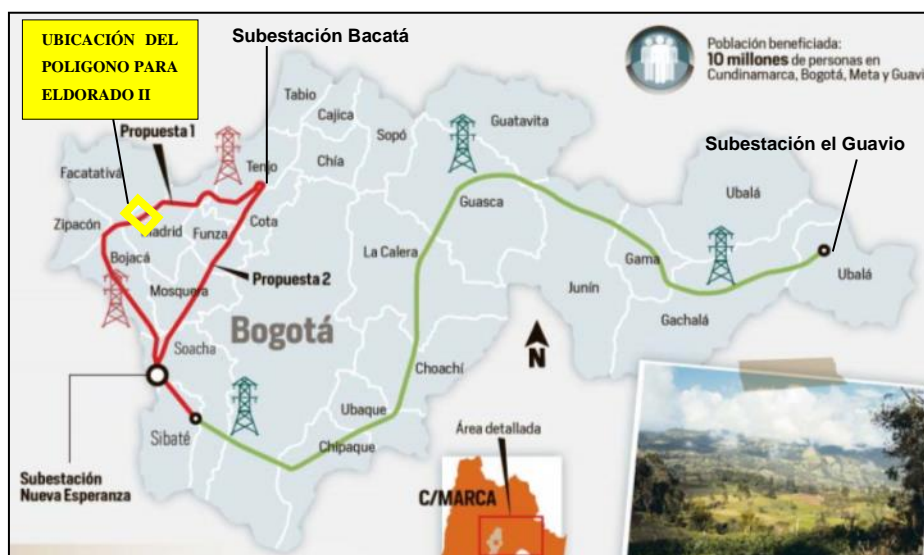 UBICACIÓN DEL
POLIGONO PARA
ELDORADO II
Subestación Bacatá
Población beneficiada:
10 millones de personas en
Cundinamarca, Bogotá, Meta y Guavi
Propuesta 1
Tabio
Cajica
Sopó
Guatavita
Subestación el Guavio
Facatativá
Tenjo
Chía
Ubalá
Zipacón
Madrid
Funza
Cota
Guasca
Bojacá
La Calera
Gama
Ubalá
Mosquera
Propuesta 2
Junín
Gachalá
Soacha
Bogotá
Choachí
N
Ubaque
Sibaté
Chipaque
Área detallada
Subestación
Nueva Esperanza
C/MARCA